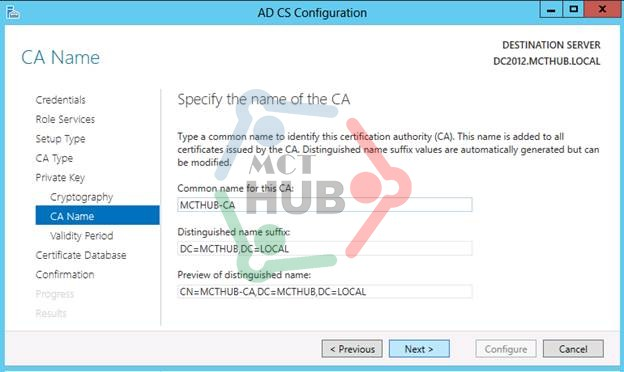 AD CS Configuration
CA Name
DESTINATION SERVER
DC2012.MCTHUB.LOCAL
Credentials
Role Services
Setup Type
CA Type
Private Key
Cryptography
CA Name
Validity Period
Certificate Database
Confirmation
Progress
Results
Specify the name of the CA
Type a common name to identify this certification authority (CA). This name is added to all
certificates issued by the CA. Distinguished name suffix values are automatically generated but can
be modified.
Common name for this CA:
MCTHUB-CA
Distinguished name suffix:
DC=MCTHUB,DC=LOCAL
Preview of distinguished name:
CN=MCTHUB-CA,DC=MCTHUB,DC=LOCAL
MCT
HUB
< Previous
Next >
Configure
Cancel